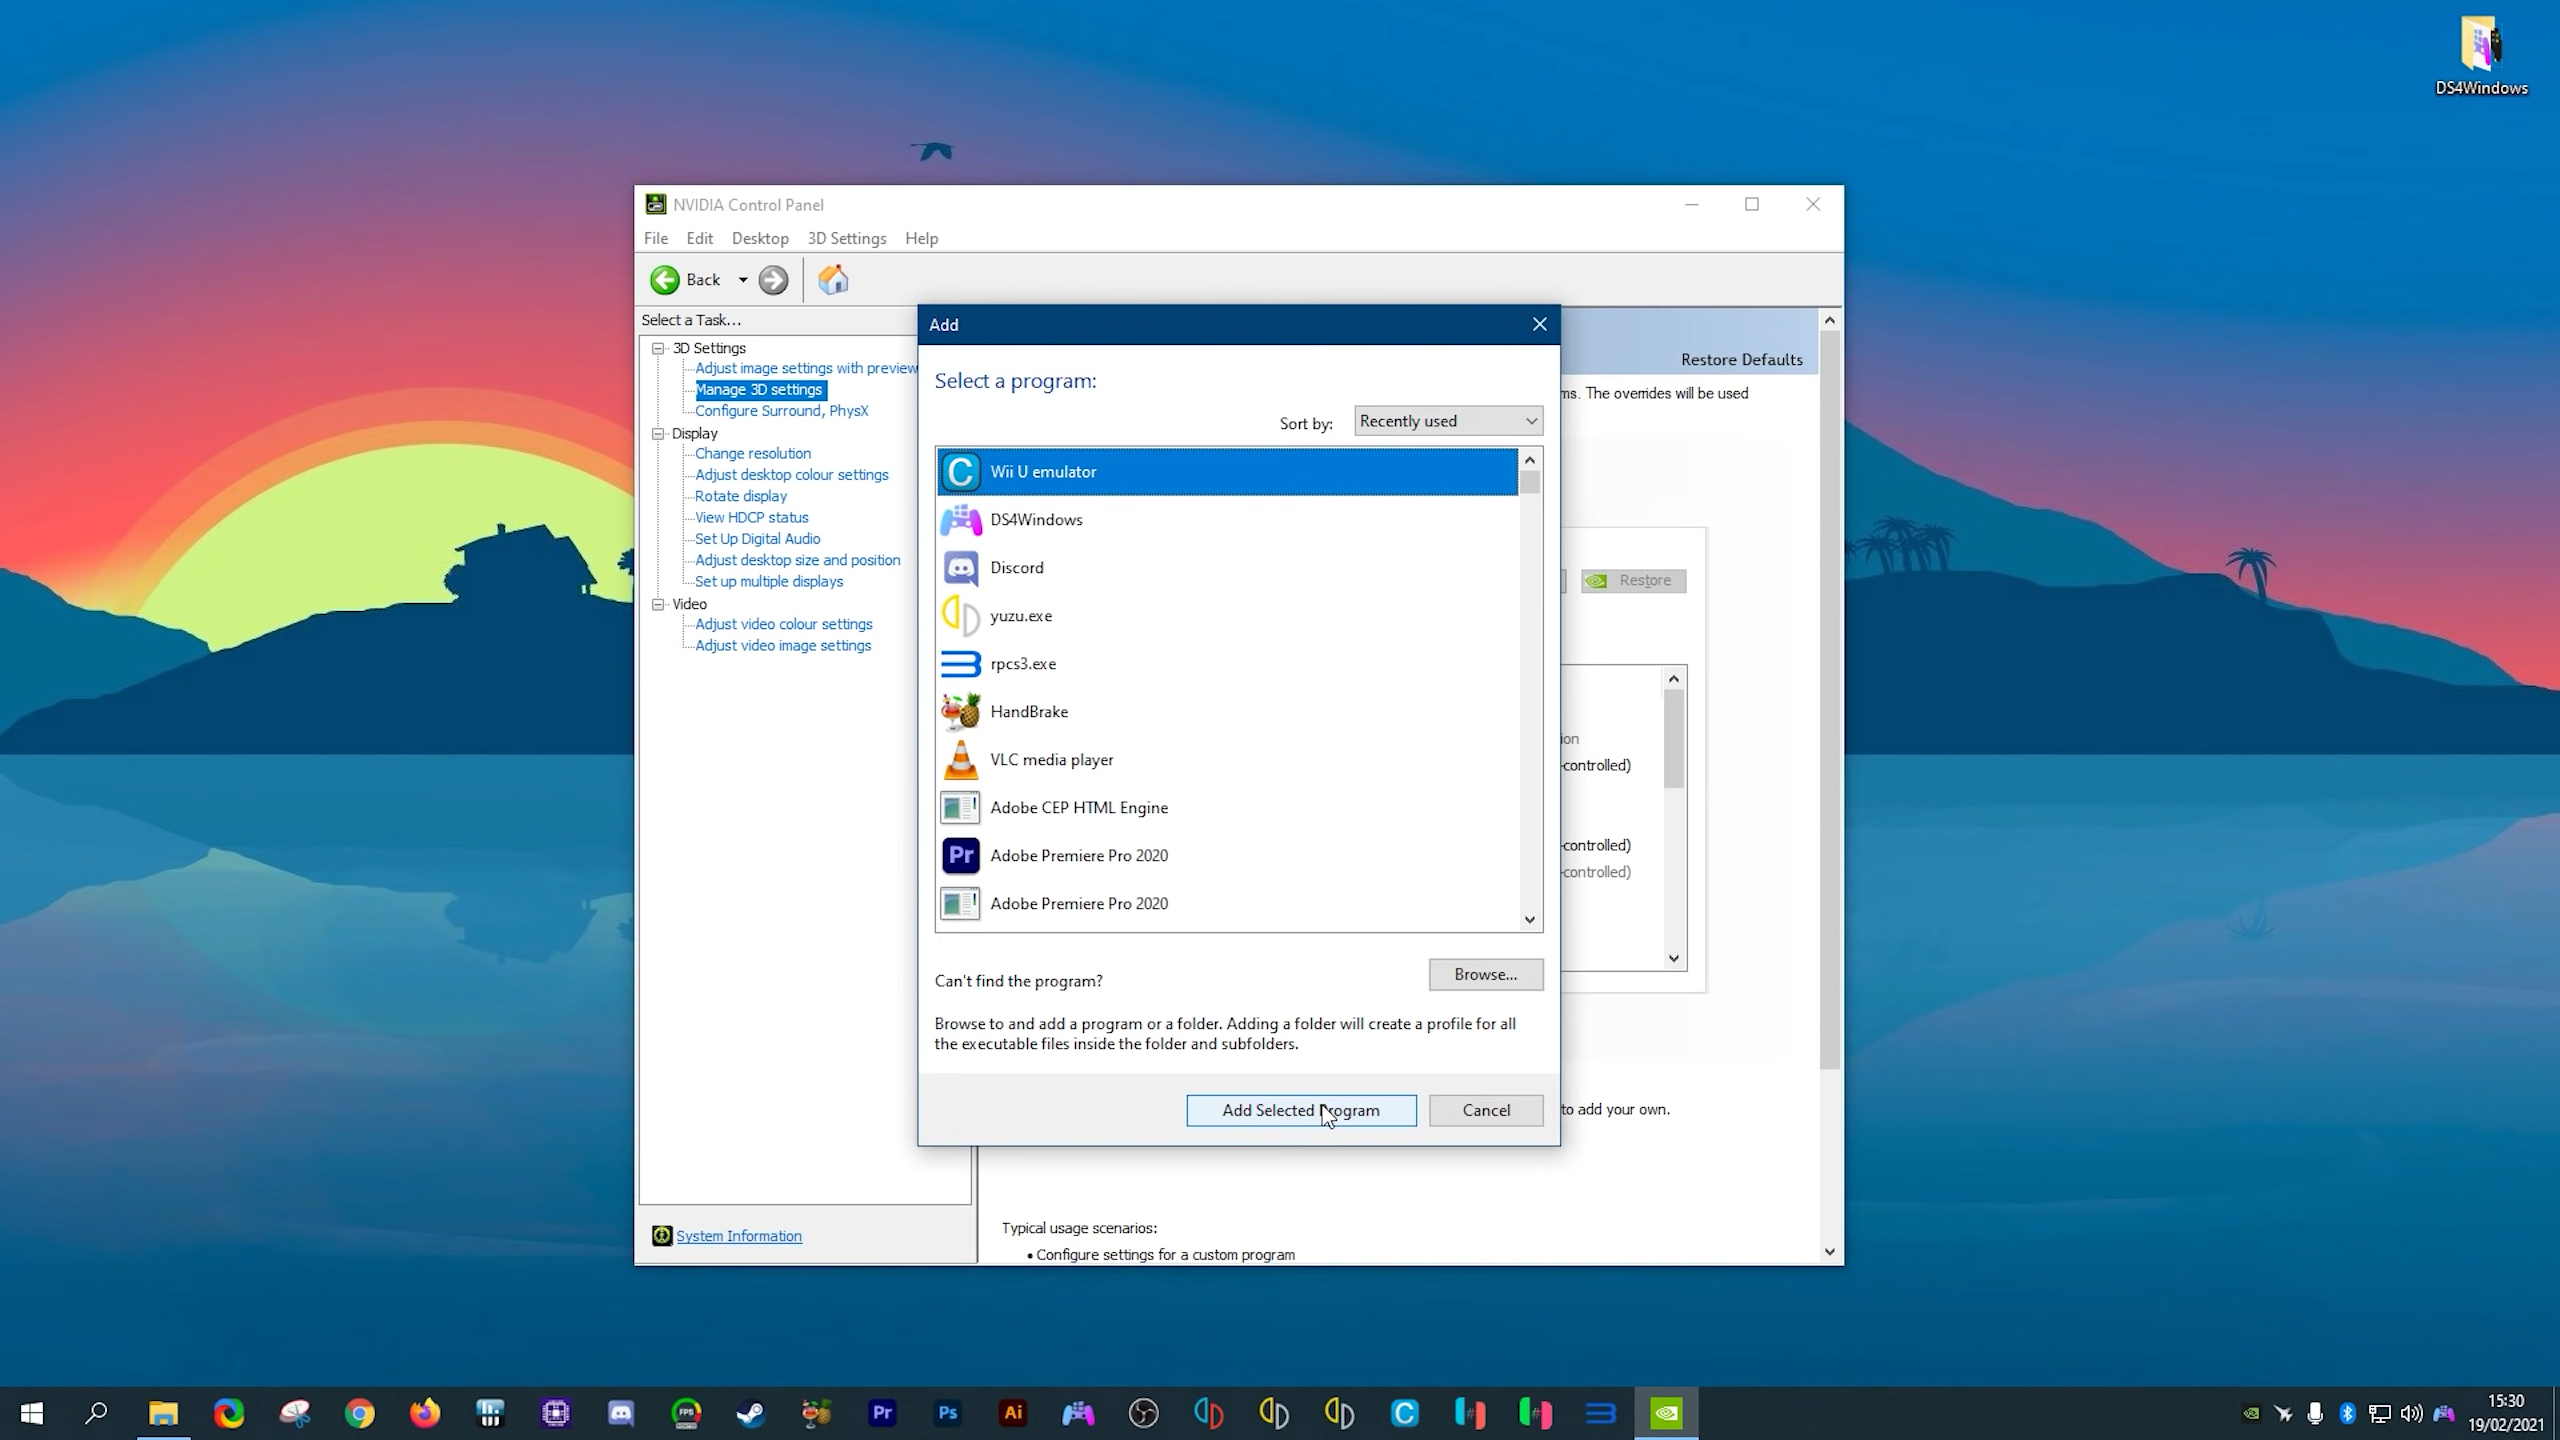 DS4Windows
NVIDIA Control Panel
File Edit Desktop 3D Settings Help
Back
Select a Task...
3D Settings
Adjust image settings with preview
Manage 3D settings
Configure Surround, PhysX
Display
Change resolution
Adjust desktop colour settings
Rotate display
View HDCP status
Set Up Digital Audio
Adjust desktop size and position
Set up multiple displays
Video
Adjust video colour settings
Adjust video image settings
System Information
Add
Select a program:
Sort by: Recently used
Wii U emulator
DS4Windows
Discord
yuzu.exe
rpcs3.exe
HandBrake
VLC media player
Adobe CEP HTML Engine
Pr Adobe Premiere Pro 2020
Adobe Premiere Pro 2020
Can't find the program?
Browse...
Browse to and add a program or a folder. Adding a folder will create a profile for all
the executable files inside the folder and subfolders.
Add Selected Program
Cancel
Restore Defaults
ms. The overrides will be used
Restore
ion
-controlled)
-controlled)
-controlled)
to add your own.
Typical usage scenarios:
• Configure settings for a custom program
FPS
Pr
Ps
Ai
15:30
19/02/2021